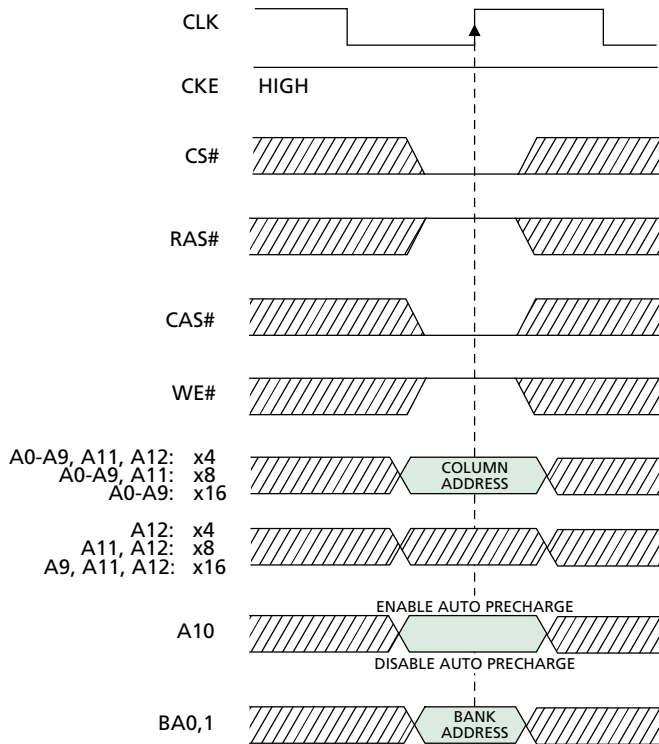 CLK
CKE HIGH
CS#
RAS#
CAS#
WE#
A0-A9, A11, A12: x4
A0-A9, A11: x8
A0-A9: x16
COLUMN
ADDRESS
A12: x4
A11, A12: x8
A9, A11, A12: x16
ENABLE AUTO PRECHARGE
A10
DISABLE AUTO PRECHARGE
BA0,1
BANK
ADDRESS